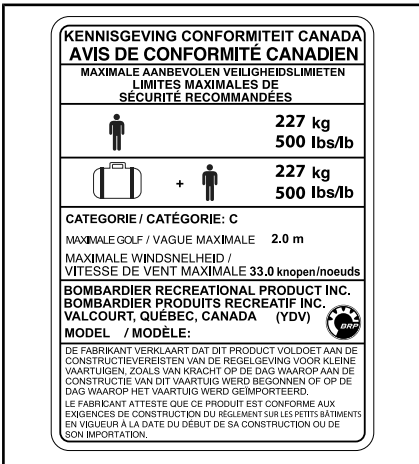 KENNISGEVING CONFORMITEIT CANADA
AVIS DE CONFORMITÉ CANADIEN
MAXIMALE AANBEVOLEN VEILIGHEIDSLIMIETEN
LIMITES MAXIMALES DE
SÉCURITÉ RECOMMANDÉES
227 kg
500 lbs/lb
+
227 kg
500 lbs/lb
CATEGORIE / CATÉGORIE: C
MAXIMALE GOLF / VAGUE MAXIMALE 2.0 m
MAXIMALE WINDSNELHEID /
VITESSE DE VENT MAXIMALE 33.0 knopen/noeuds
BOMBARDIER RECREATIONAL PRODUCT INC.
BOMBARDIER PRODUITS RECREATIF INC.
VALCOURT, QUÉBEC, CANADA (YDV)
BRP
MODEL / MODÈLE:
DE FABRIKANT VERKLAART DAT DIT PRODUCT VOLDOET AAN DE
CONSTRUCTIEVEREISTEN VAN DE REGELGEVING VOOR KLEINE
VAARTUIGEN, ZOALS VAN KRACHT OP DE DAG WAAROP AAN DE
CONSTRUCTIE VAN DIT VAARTUIG WERD BEGONNEN OF OP DE
DAG WAAROP HET VAARTUIG WERD GEÏMPORTEERD.
LE FABRICANT ATTESTE QUE CE PRODUIT EST CONFORME AUX
EXIGENCES DE CONSTRUCTION DU RÈGLEMENT SUR LES PETITS BÂTIMENTS
EN VIGUEUR À LA DATE DU DÉBUT DE SA CONSTRUCTION OU DE
SON IMPORTATION.